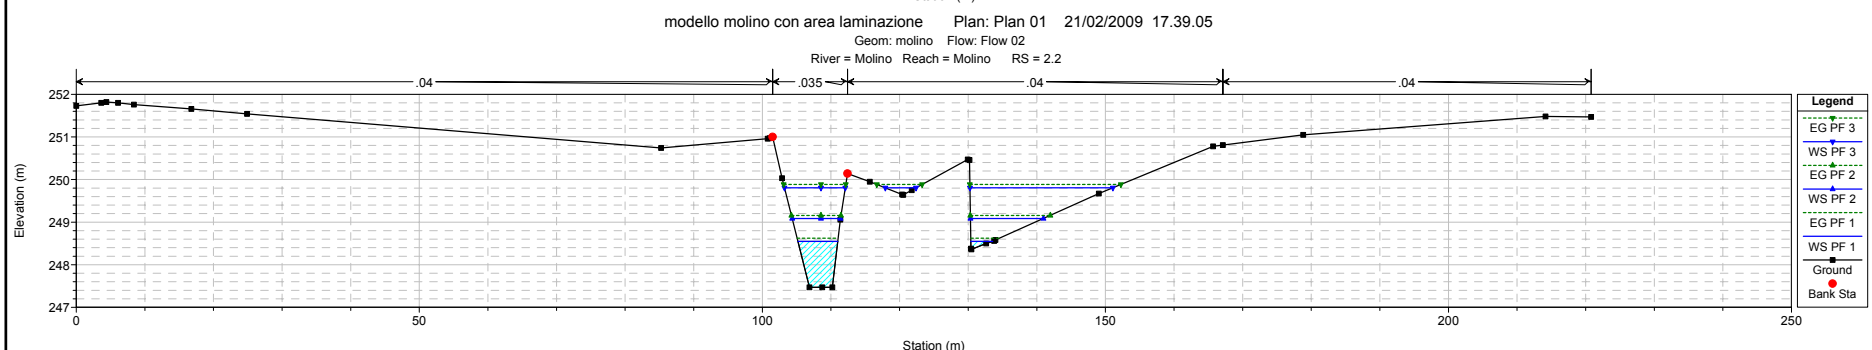 modello molino con area laminazione Plan: Plan 01 21/02/2009 17.39.05
Geom: molino Flow: Flow 02
River = Molino Reach = Molino RS = 2.2
.04 .035 .04 .04
252
251
250
249
248
247
Elevation (m)
0 50 100 150 200 250
Station (m)
Legend
EG PF 3
WS PF 3
EG PF 2
WS PF 2
EG PF 1
WS PF 1
Ground
Bank Sta